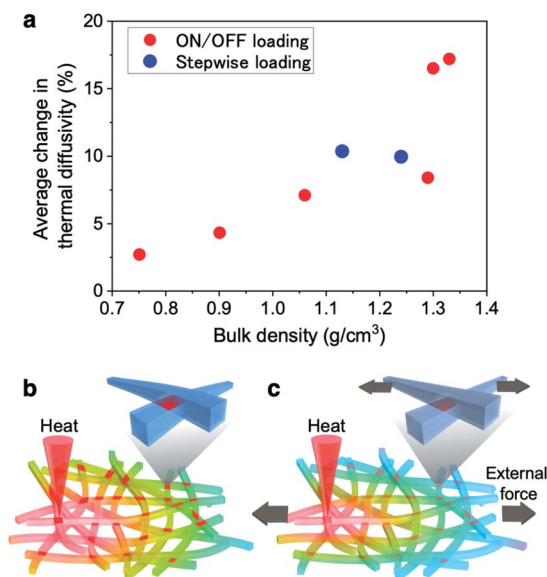 a
20
ON/OFF loading
Stepwise loading
15
10
5
0
Average change in
thermal diffusivity (%)
0.7 0.8 0.9 1.0 1.1 1.2 1.3 1.4
Bulk density (g/cm³)
b
Heat
c
Heat
External
force